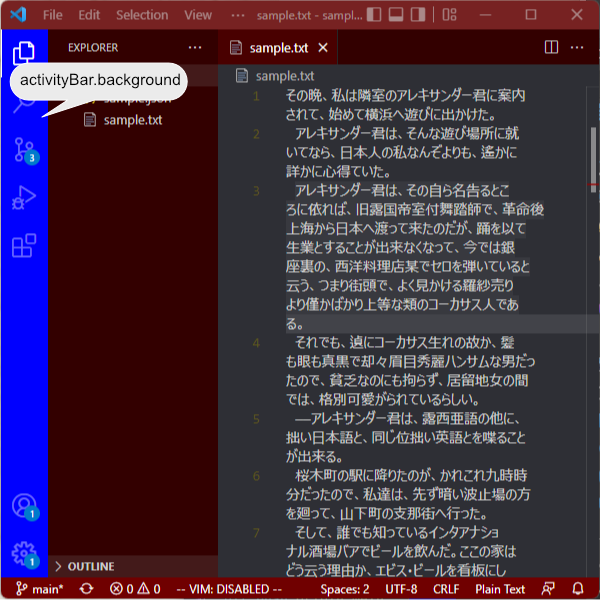 File Edit Selection View ··· sample.txt - sampl...
EXPLORER ···
activityBar.background
sample.json
sample.txt
OUTLINE
sample.txt
sample.txt
1 その晩、私は隣室のアレキサンダー君に案内
されて、始めて横浜へ遊びに出かけた。
2 アレキサンダー君は、そんな遊び場所に就
いてなら、日本人の私なんぞよりも、遙かに
詳かに心得ていた。
3 アレキサンダー君は、その自ら名告るとこ
ろに依れば、旧露国帝室付舞踏師で、革命後
上海から日本へ渡って来たのだが、踊を以て
生業とすることが出来なくなって、今では銀
座裏の、西洋料理店某でセロを弾いていると
云う、つまり街頭で、よく見かける羅紗売り
より僅かばかり上等な類のコーカサス人であ
る。
4 それでも、遉にコーカサス生れの故か、髪
も眼も真黒で却々眉目秀麗ハンサムな男だっ
たので、貧乏なのにも拘らず、居留地女の間
では、格別可愛がられているらしい。
5 ―アレキサンダー君は、露西亜語の他に、
拙い日本語と、同じ位拙い英語とを喋ること
が出来る。
6 桜木町の駅に降りたのが、かれこれ九時時
分だったので、私達は、先ず暗い波止場の方
を廻って、山下町の支那街へ行った。
7 そして、誰でも知っているインタアナショ
ナル酒場バアでビールを飲んだ。ここの家は
どう云う理由か、エビス・ビールを看板にし
3
1
1
main* 0 0 -- VIM: DISABLED -- Spaces: 2 UTF-8 CRLF Plain Text